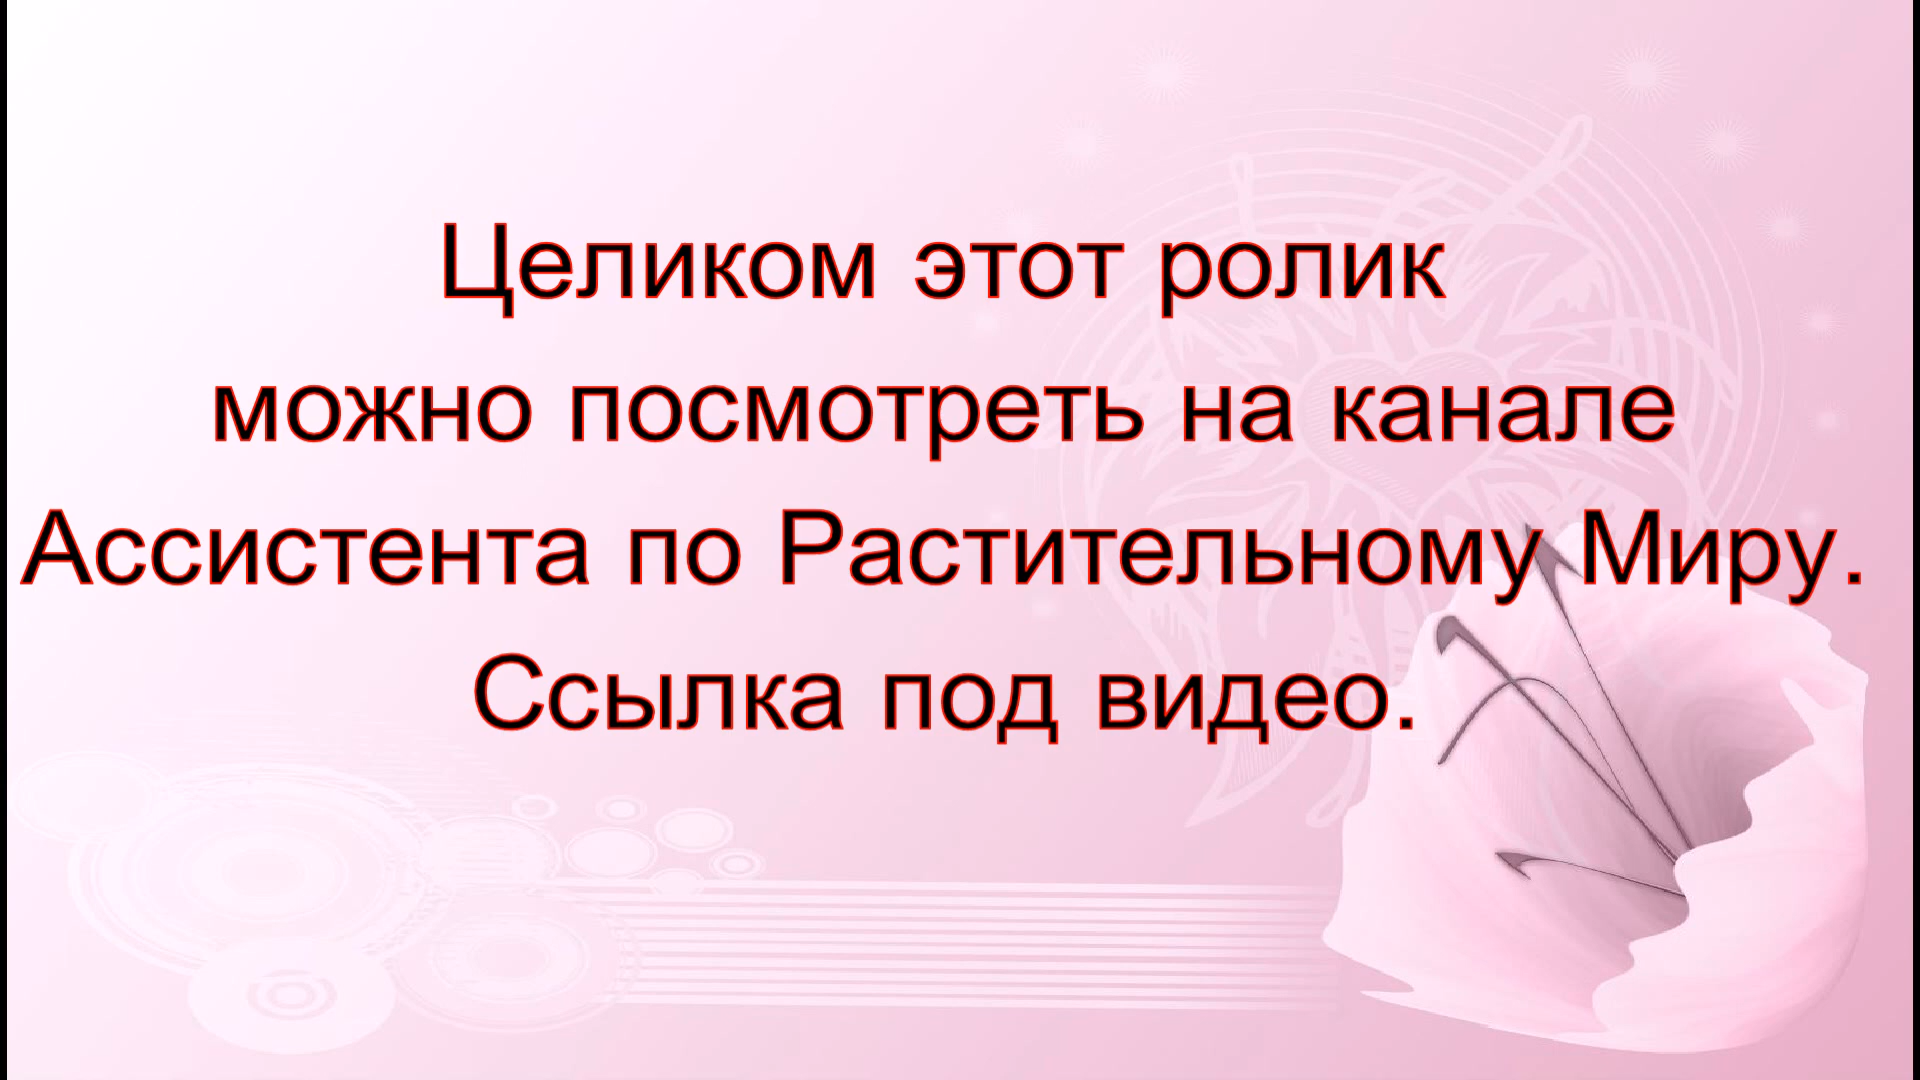 Целиком этот ролик
можно посмотреть на канале
Ассистента по Растительному Миру.
Ссылка под видео.